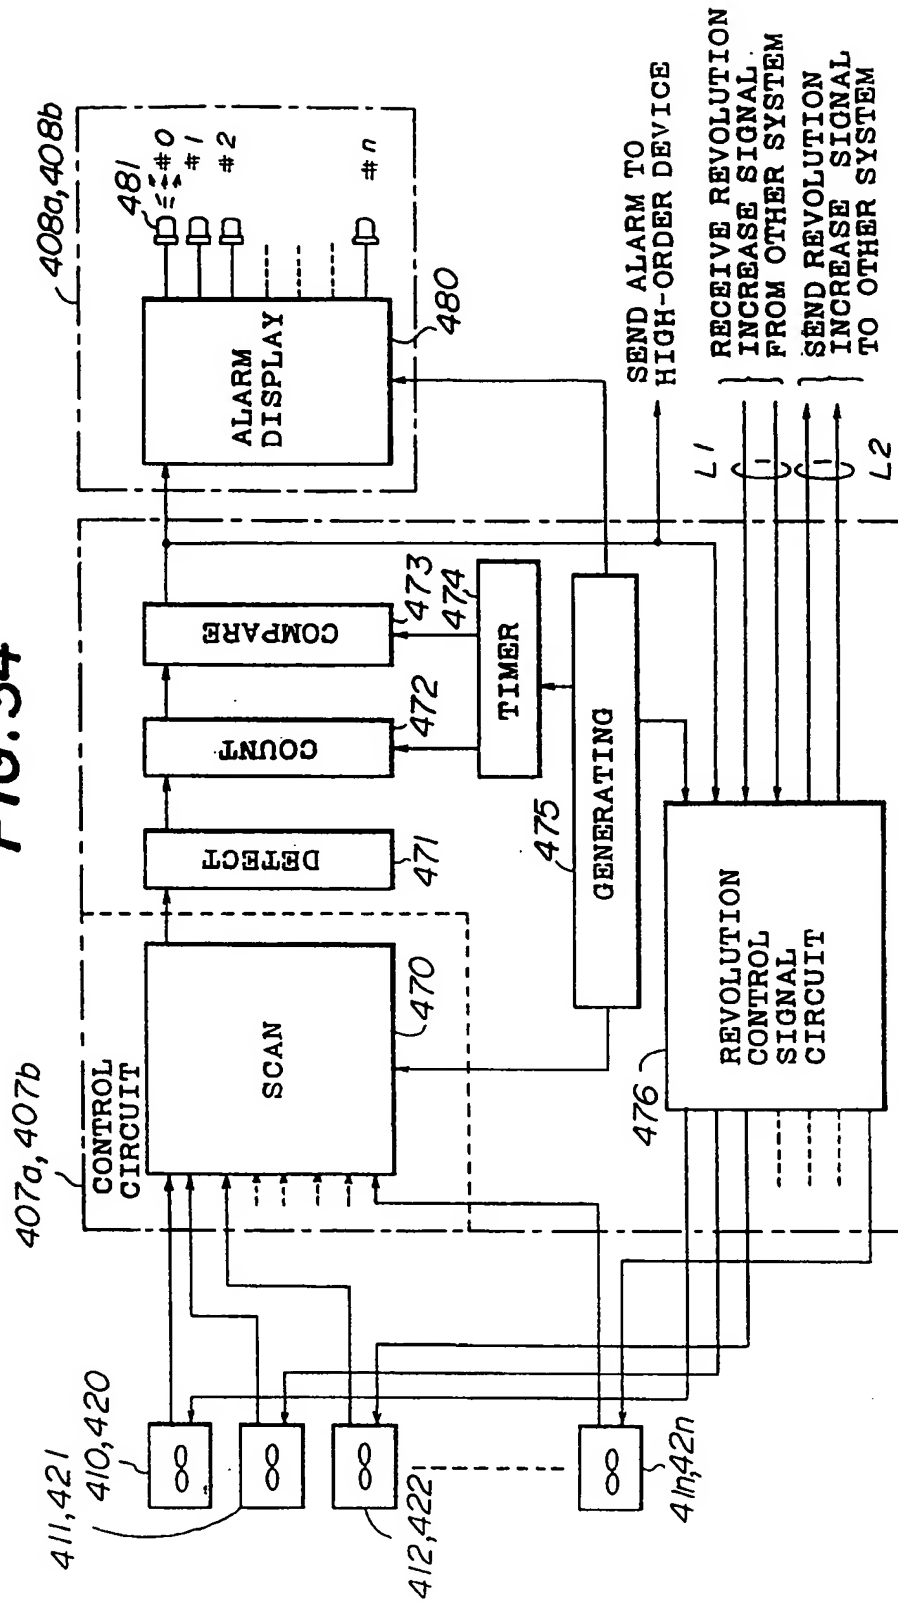 FIG. 34
407a, 407b
408a, 408b
CONTROL
CIRCUIT
481
#0
#1
#2
#n
ALARM
DISPLAY
480
SCAN
470
DETECT
471
COUNT
472
COMPARE
473
TIMER
474
GENERATING
475
REVOLUTION
CONTROL
SIGNAL
CIRCUIT
476
411, 421
410, 420
412, 422
41n, 42n
SEND ALARM TO
HIGH-ORDER DEVICE
L1
RECEIVE REVOLUTION
INCREASE SIGNAL
FROM OTHER SYSTEM
SEND REVOLUTION
INCREASE SIGNAL
TO OTHER SYSTEM
L2